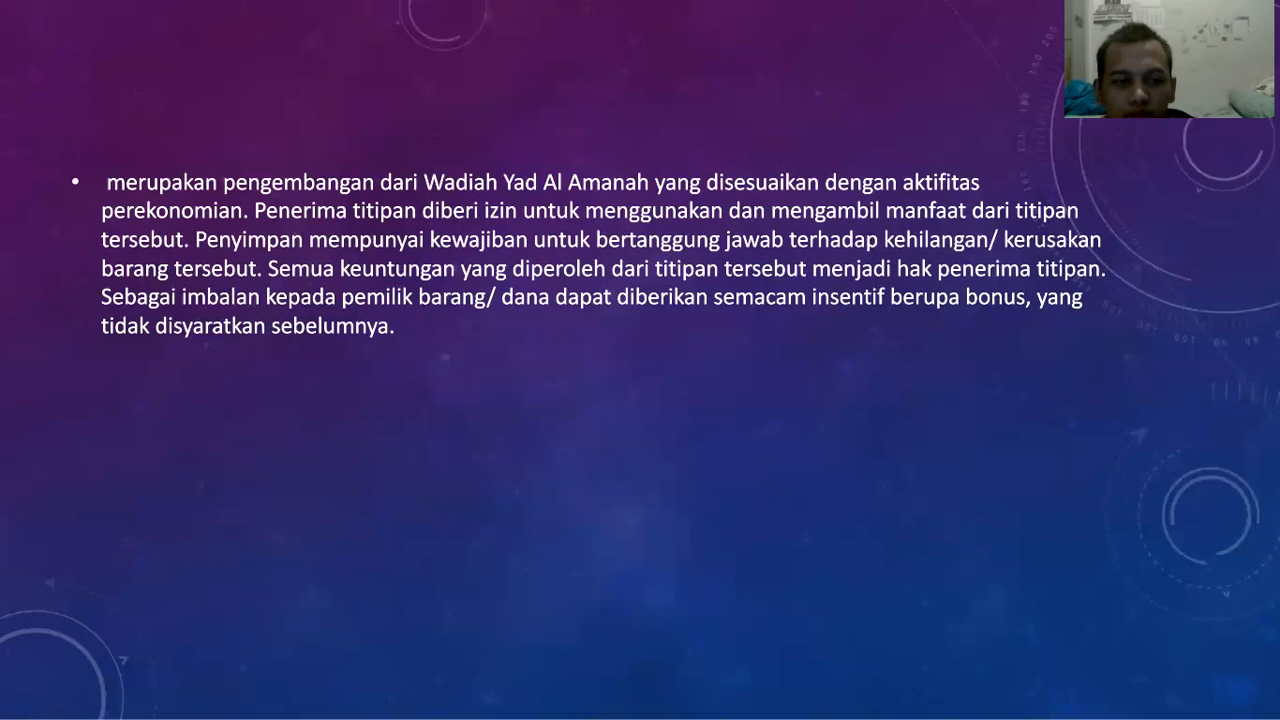 • merupakan pengembangan dari Wadiah Yad Al Amanah yang disesuaikan dengan aktifitas
perekonomian. Penerima titipan diberi izin untuk menggunakan dan mengambil manfaat dari titipan
tersebut. Penyimpan mempunyai kewajiban untuk bertanggung jawab terhadap kehilangan/ kerusakan
barang tersebut. Semua keuntungan yang diperoleh dari titipan tersebut menjadi hak penerima titipan.
Sebagai imbalan kepada pemilik barang/ dana dapat diberikan semacam insentif berupa bonus, yang
tidak disyaratkan sebelumnya.